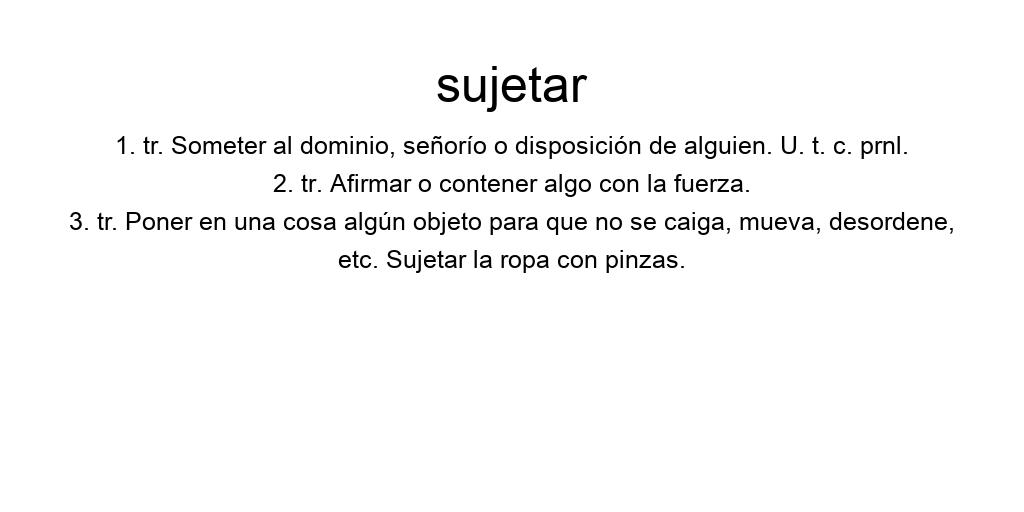 sujetar
1. tr. Someter al dominio, señorío o disposición de alguien. U. t. c. prnl.
2. tr. Afirmar o contener algo con la fuerza.
3. tr. Poner en una cosa algún objeto para que no se caiga, mueva, desordene,
etc. Sujetar la ropa con pinzas.